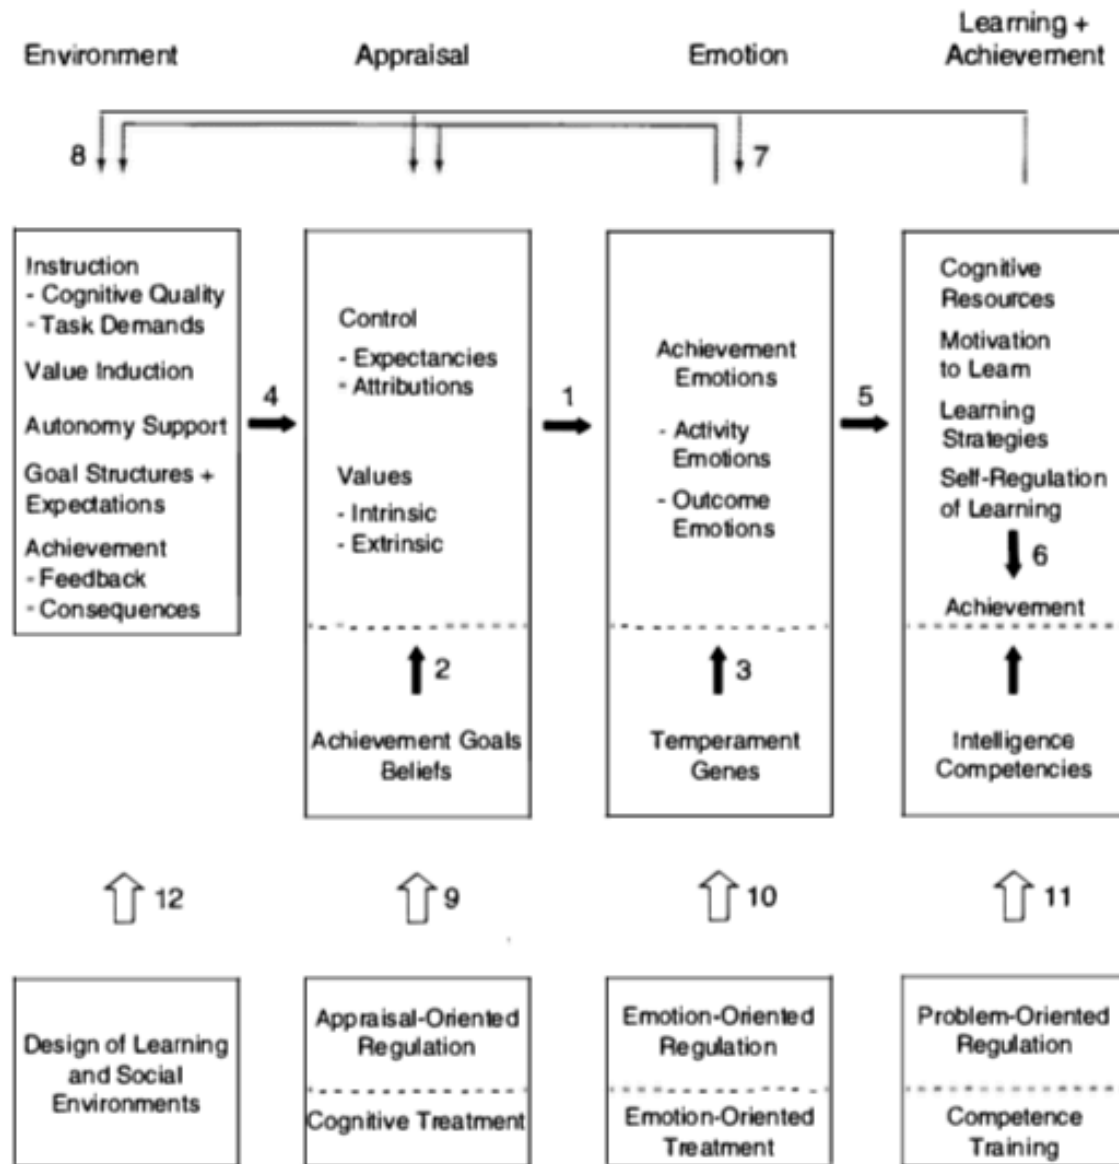 Environment
Appraisal
Emotion
Learning +
Achievement
8
7
Instruction
- Cognitive Quality
- Task Demands
Value Induction
Autonomy Support
Goal Structures +
Expectations
Achievement
- Feedback
- Consequences
4
Control
- Expectancies
- Attributions
Values
- Intrinsic
- Extrinsic
2
Achievement Goals
Beliefs
1
Achievement
Emotions
- Activity
Emotions
- Outcome
Emotions
3
Temperament
Genes
5
Cognitive
Resources
Motivation
to Learn
Learning
Strategies
Self-Regulation
of Learning
6
Achievement
Intelligence
Competencies
12
9
10
11
Design of Learning
and Social
Environments
Appraisal-Oriented
Regulation
Cognitive Treatment
Emotion-Oriented
Regulation
Emotion-Oriented
Treatment
Problem-Oriented
Regulation
Competence
Training